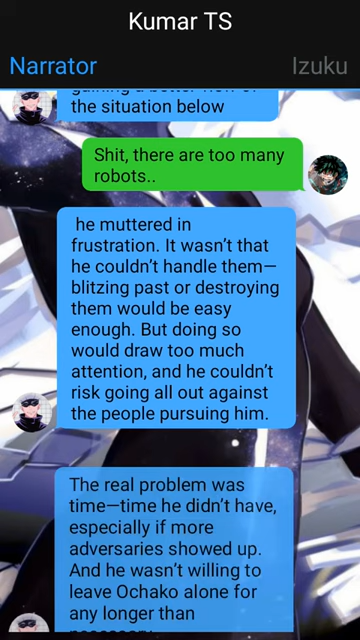 Kumar TS
Narrator
Izuku
gaining a better view of
the situation below
Shit, there are too many
robots..
he muttered in
frustration. It wasn’t that
he couldn’t handle them—
blitzing past or destroying
them would be easy
enough. But doing so
would draw too much
attention, and he couldn’t
risk going all out against
the people pursuing him.
The real problem was
time—time he didn’t have,
especially if more
adversaries showed up.
And he wasn’t willing to
leave Ochako alone for
any longer than